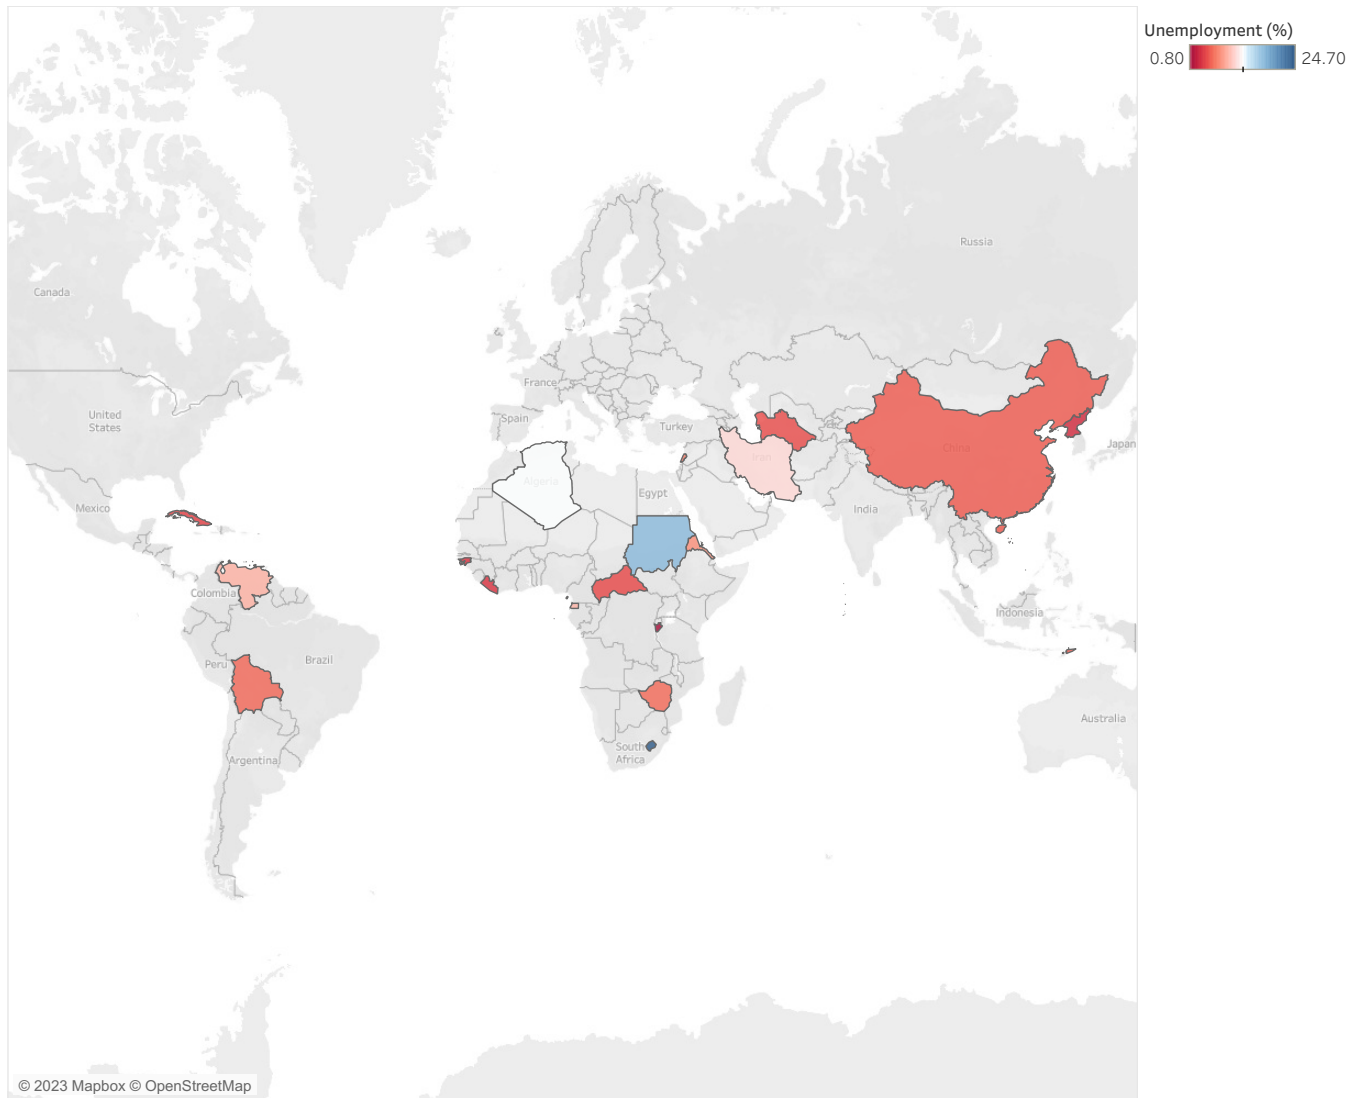 Unemployment (%)
0.80
24.70
Russia
Canada
France
United
States
Spain
Turkey
Japan
China
Iran
Algeria
Egypt
Mexico
India
Colombia
Indonesia
Peru
Brazil
Australia
South
Africa
Argentina
© 2023 Mapbox © OpenStreetMap